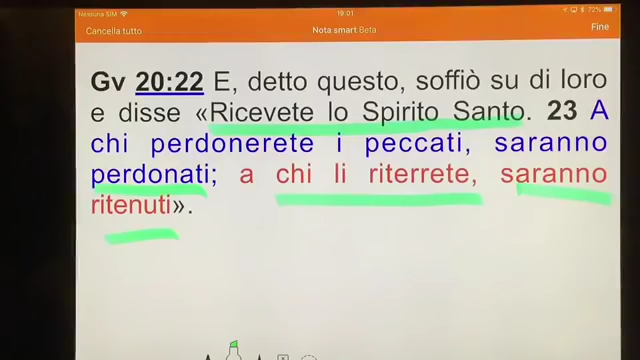 Nessuna SIM
19:01
72%
Cancella tutto
Nota smart Beta
Fine
Gv 20:22 E, detto questo, soffiò su di loro
e disse «Ricevete lo Spirito Santo. 23 A
chi perdonerete i peccati, saranno
perdonati; a chi li riterrete, saranno
ritenuti».